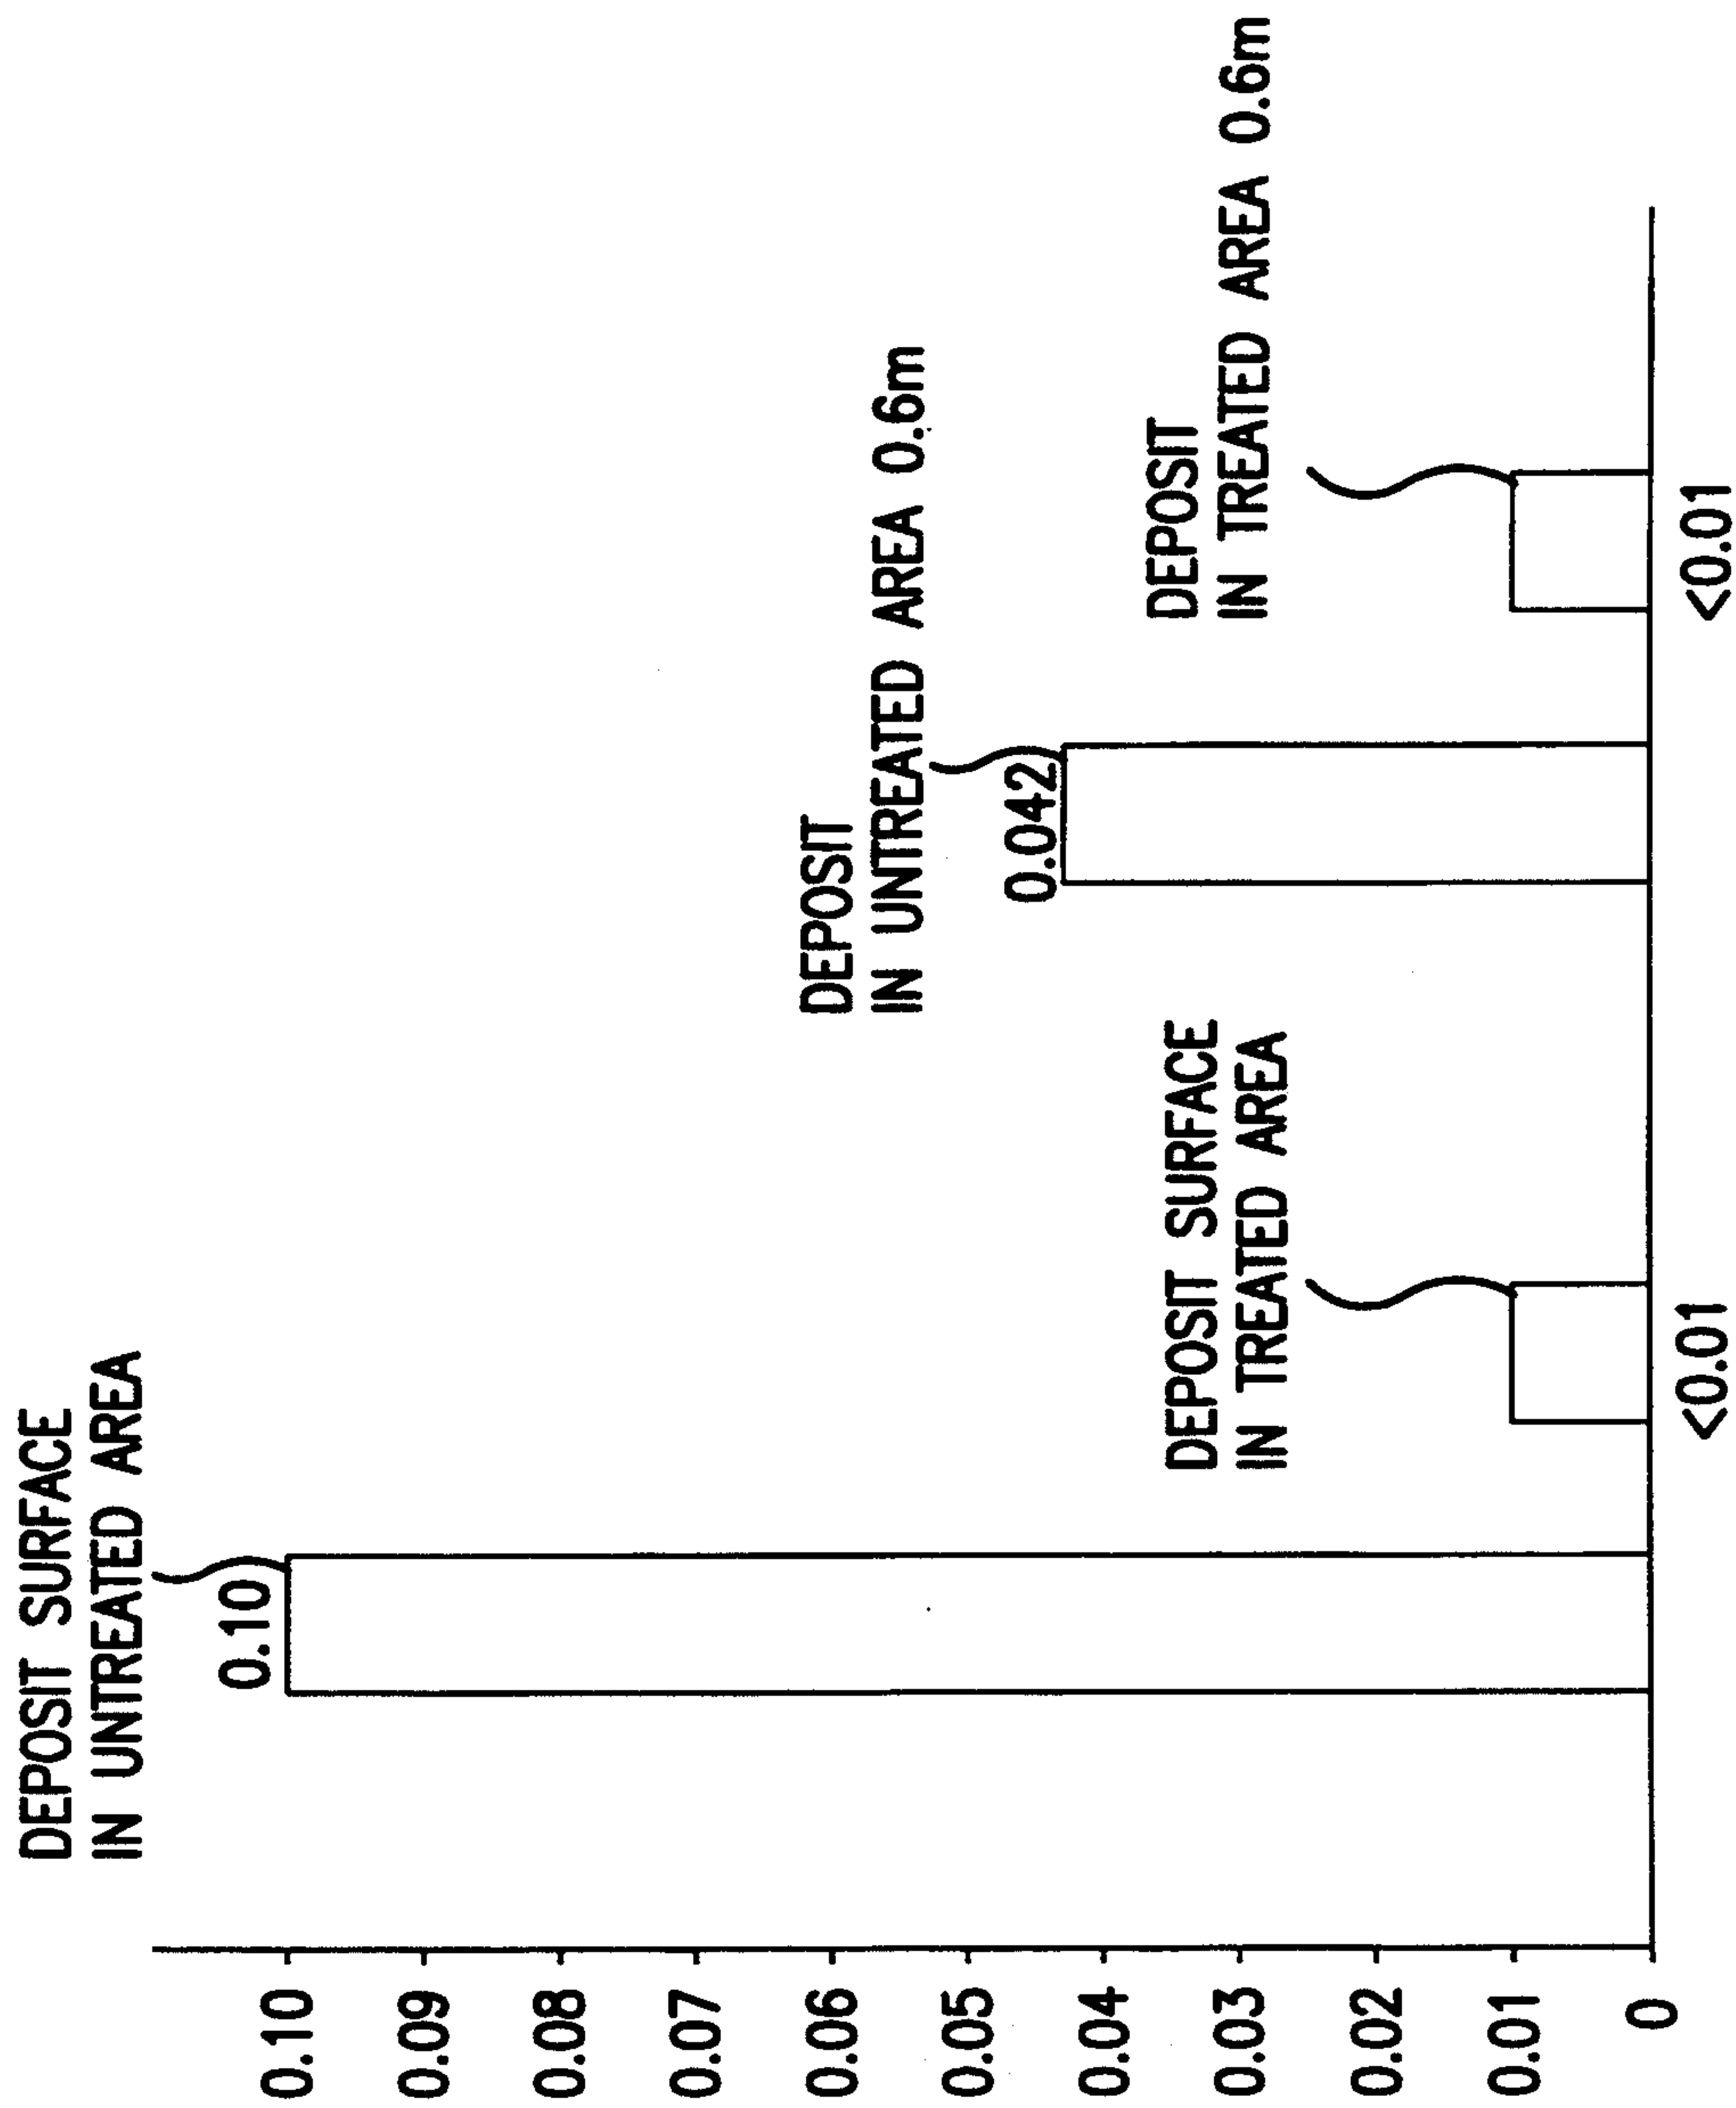 DEPOSIT SURFACE
IN UNTREATED AREA
0.10
DEPOSIT
IN UNTREATED AREA 0.6m
0.042
DEPOSIT SURFACE
IN TREATED AREA
DEPOSIT
IN TREATED AREA 0.6m
0.10
0.09
0.08
0.07
0.06
0.05
0.04
0.03
0.02
0.01
0
<0.01
<0.01